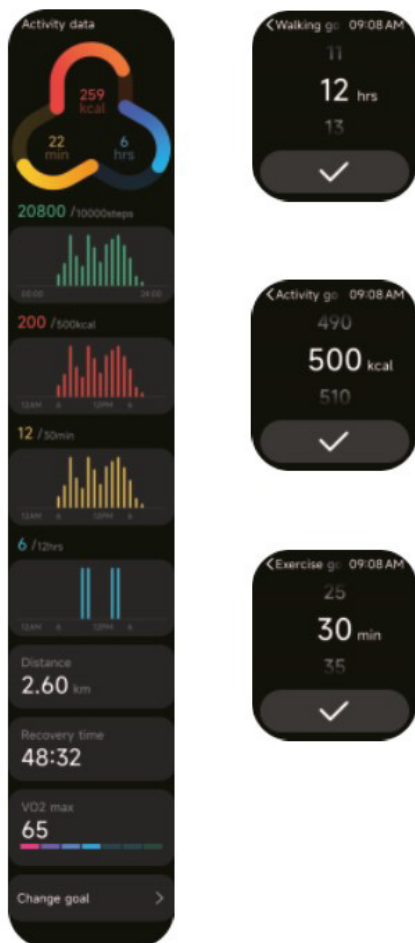 Activity data
259
kcal
22
min
6
hrs
20800 /10000steps
00:00 24:00
200 /500kcal
12AM 6 12PM 6
12 /30min
12AM 6 12PM 6
6 /12hrs
12AM 6 12PM 6
Distance
2.60 km
Recovery time
48:32
VO2 max
65
Change goal
Walking go 09:08 AM
11
12 hrs
13
Activity go 09:08 AM
490
500 kcal
510
Exercise go 09:08 AM
25
30 min
35